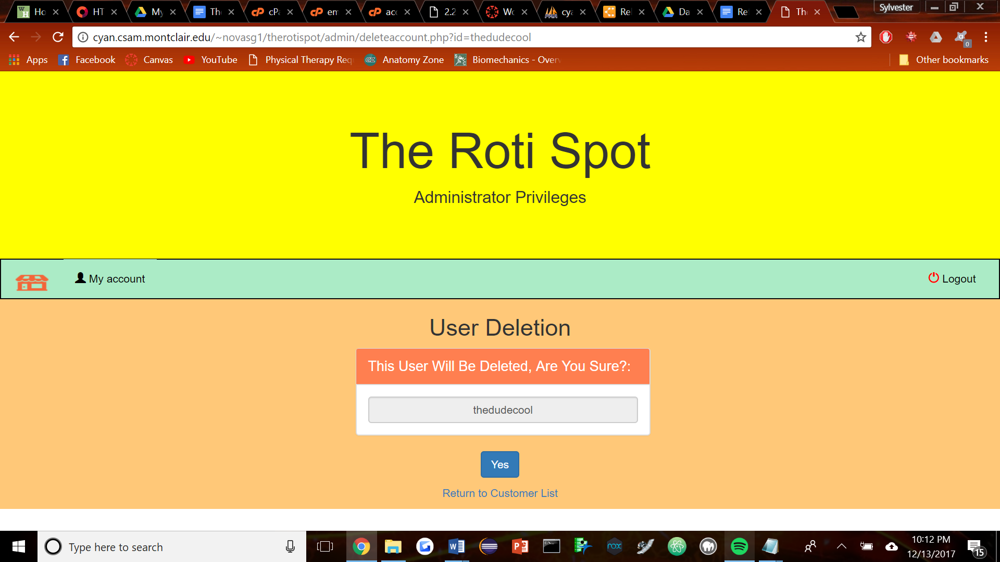 Ho HT My Th cPa em acc 2.2 Wo cya Rel Da Re Th Sylvester
cyan.csam.montclair.edu/~novasg1/therotispot/admin/deleteaccount.php?id=thedudecool
0
Apps Facebook Canvas YouTube Physical Therapy Req Anatomy Zone Biomechanics - Over Other bookmarks
The Roti Spot
Administrator Privileges
My account Logout
User Deletion
This User Will Be Deleted, Are You Sure?:
thedudecool
Yes
Return to Customer List
Type here to search
10:12 PM
12/13/2017
15